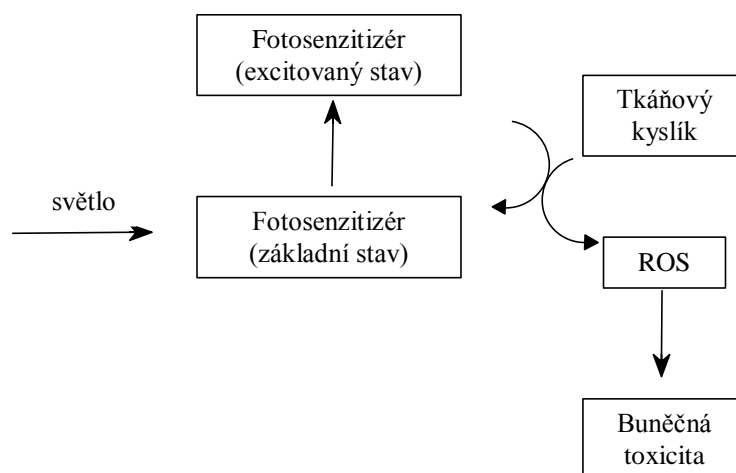 Fotosenzitizér
(excitovaný stav)
Tkáňový
kyslík
světlo
Fotosenzitizér
(základní stav)
ROS
Buněčná
toxicita